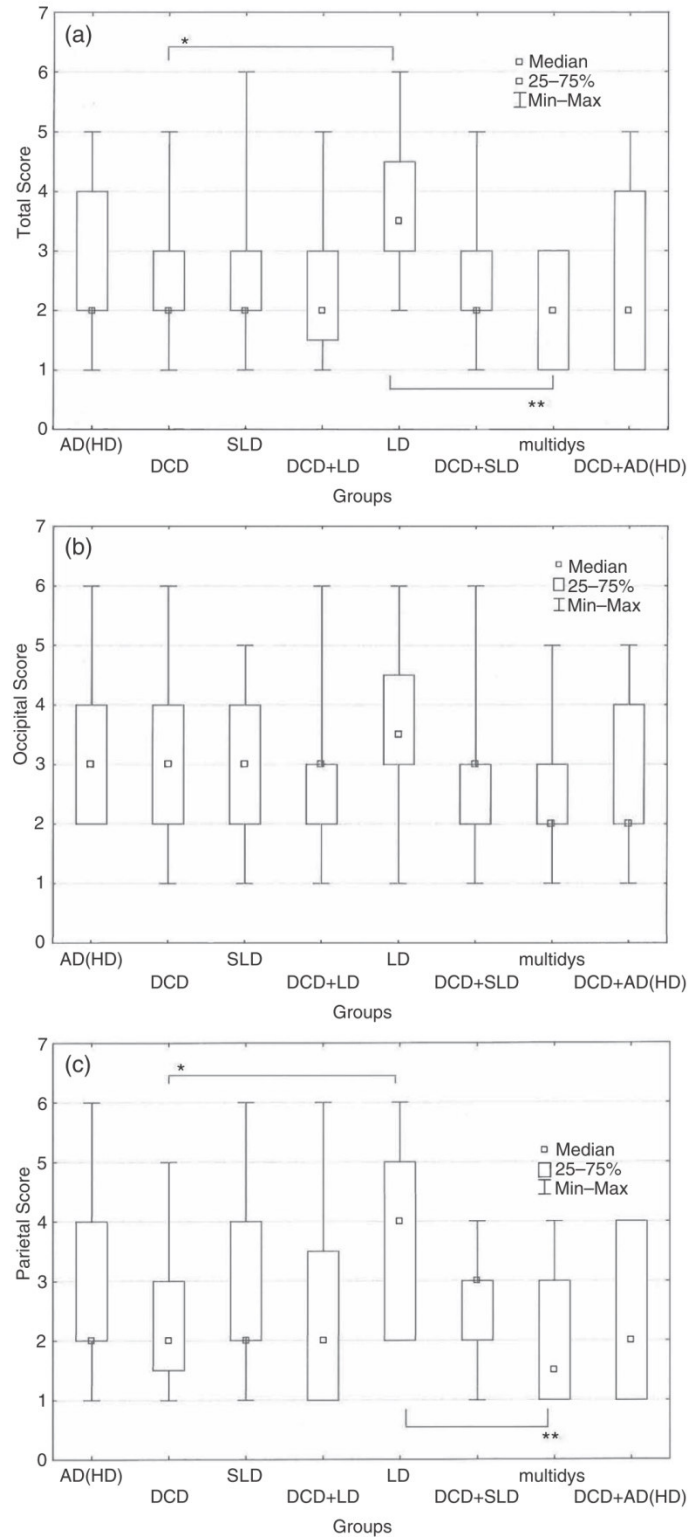 (a)
7
6
5
4
3
2
1
0
Total Score
*
Median
25–75%
Min–Max
**
AD(HD) SLD LD multidys
DCD DCD+LD DCD+SLD DCD+AD(HD)
Groups
(b)
7
6
5
4
3
2
1
0
Occipital Score
Median
25–75%
Min–Max
AD(HD) SLD LD multidys
DCD DCD+LD DCD+SLD DCD+AD(HD)
Groups
(c)
7
6
5
4
3
2
1
0
Parietal Score
*
Median
25–75%
Min–Max
**
AD(HD) SLD LD multidys
DCD DCD+LD DCD+SLD DCD+AD(HD)
Groups